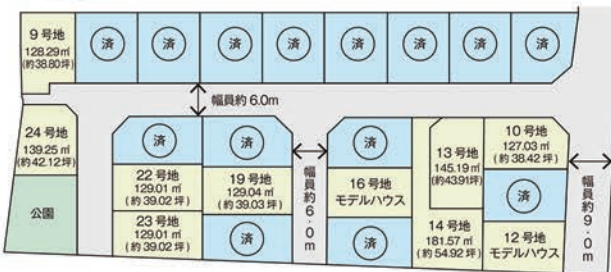 9号地
128.29㎡
(約38.80坪)
済
済
済
済
済
済
済
済
幅員約 6.0m
24号地
139.25㎡
(約42.12坪)
公園
済
22号地
129.01㎡
(約39.02坪)
23号地
129.01㎡
(約39.02坪)
済
19号地
129.04㎡
(約39.03坪)
済
幅員約6.0m
済
16号地
モデルハウス
済
13号地
145.19㎡
(約43.91坪)
14号地
181.57㎡
(約54.92坪)
10号地
127.03㎡
(約38.42坪)
済
12号地
モデルハウス
幅員約9.0m